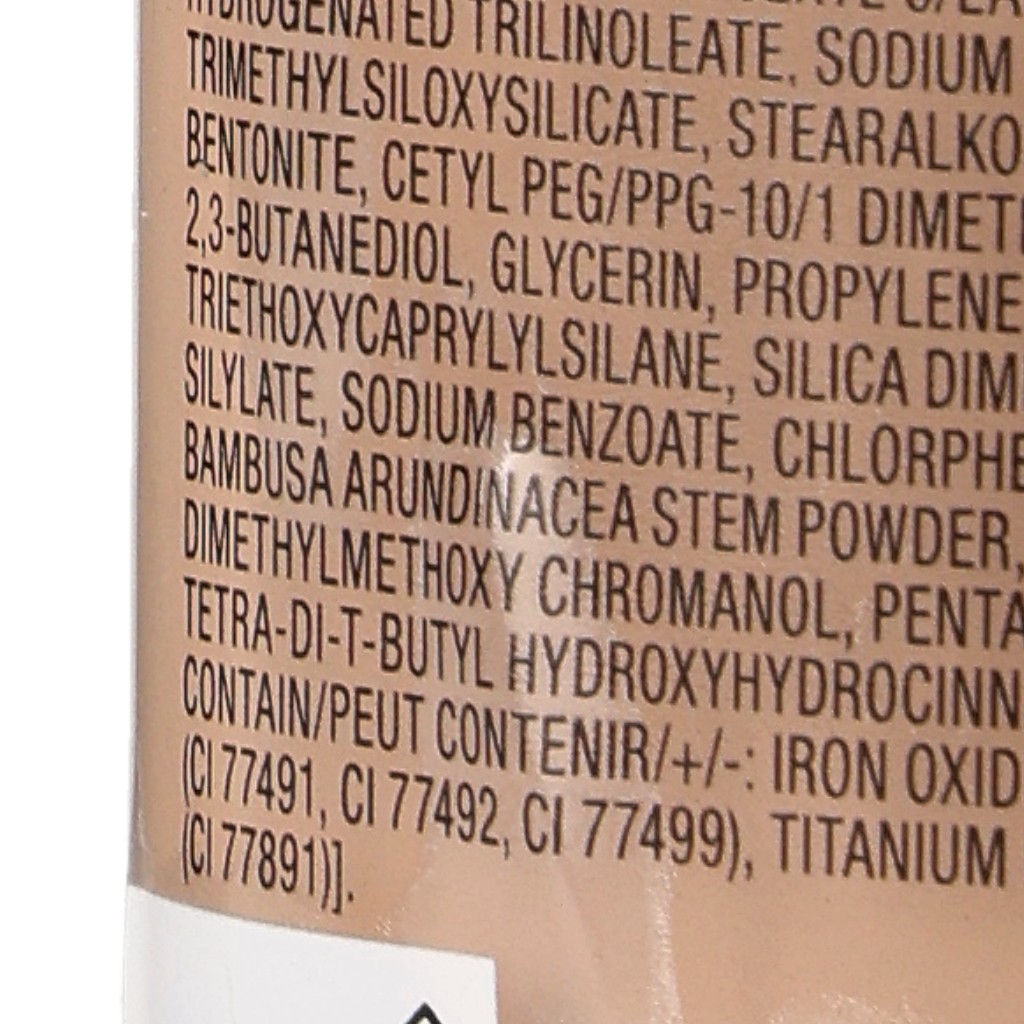 HYDROGENATED TRILINOLEATE, SODIUM
TRIMETHYLSILOXYSILICATE, STEARALKO
BENTONITE, CETYL PEG/PPG-10/1 DIMET
2,3-BUTANEDIOL, GLYCERIN, PROPYLENE
TRIETHOXYCAPRYLYLSILANE, SILICA DIM
SILYLATE, SODIUM BENZOATE, CHLORPHE
BAMBUSA ARUNDINACEA STEM POWDER,
DIMETHYLMETHOXY CHROMANOL, PENTA
TETRA-DI-T-BUTYL HYDROXYHYDROCINN
CONTAIN/PEUT CONTENIR/+/-: IRON OXID
(CI 77491, CI 77492, CI 77499), TITANIUM
(CI 77891)].